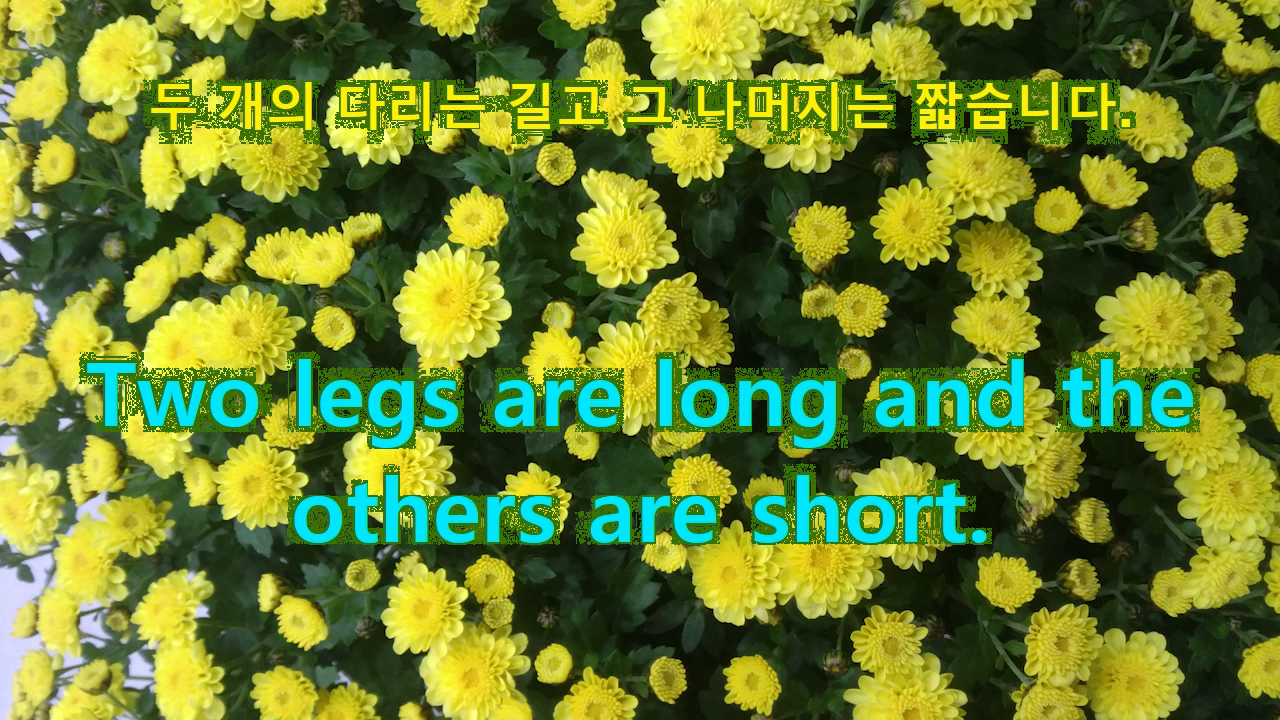 두 개의 다리는 길고 그 나머지는 짧습니다.
Two legs are long and the
others are short.